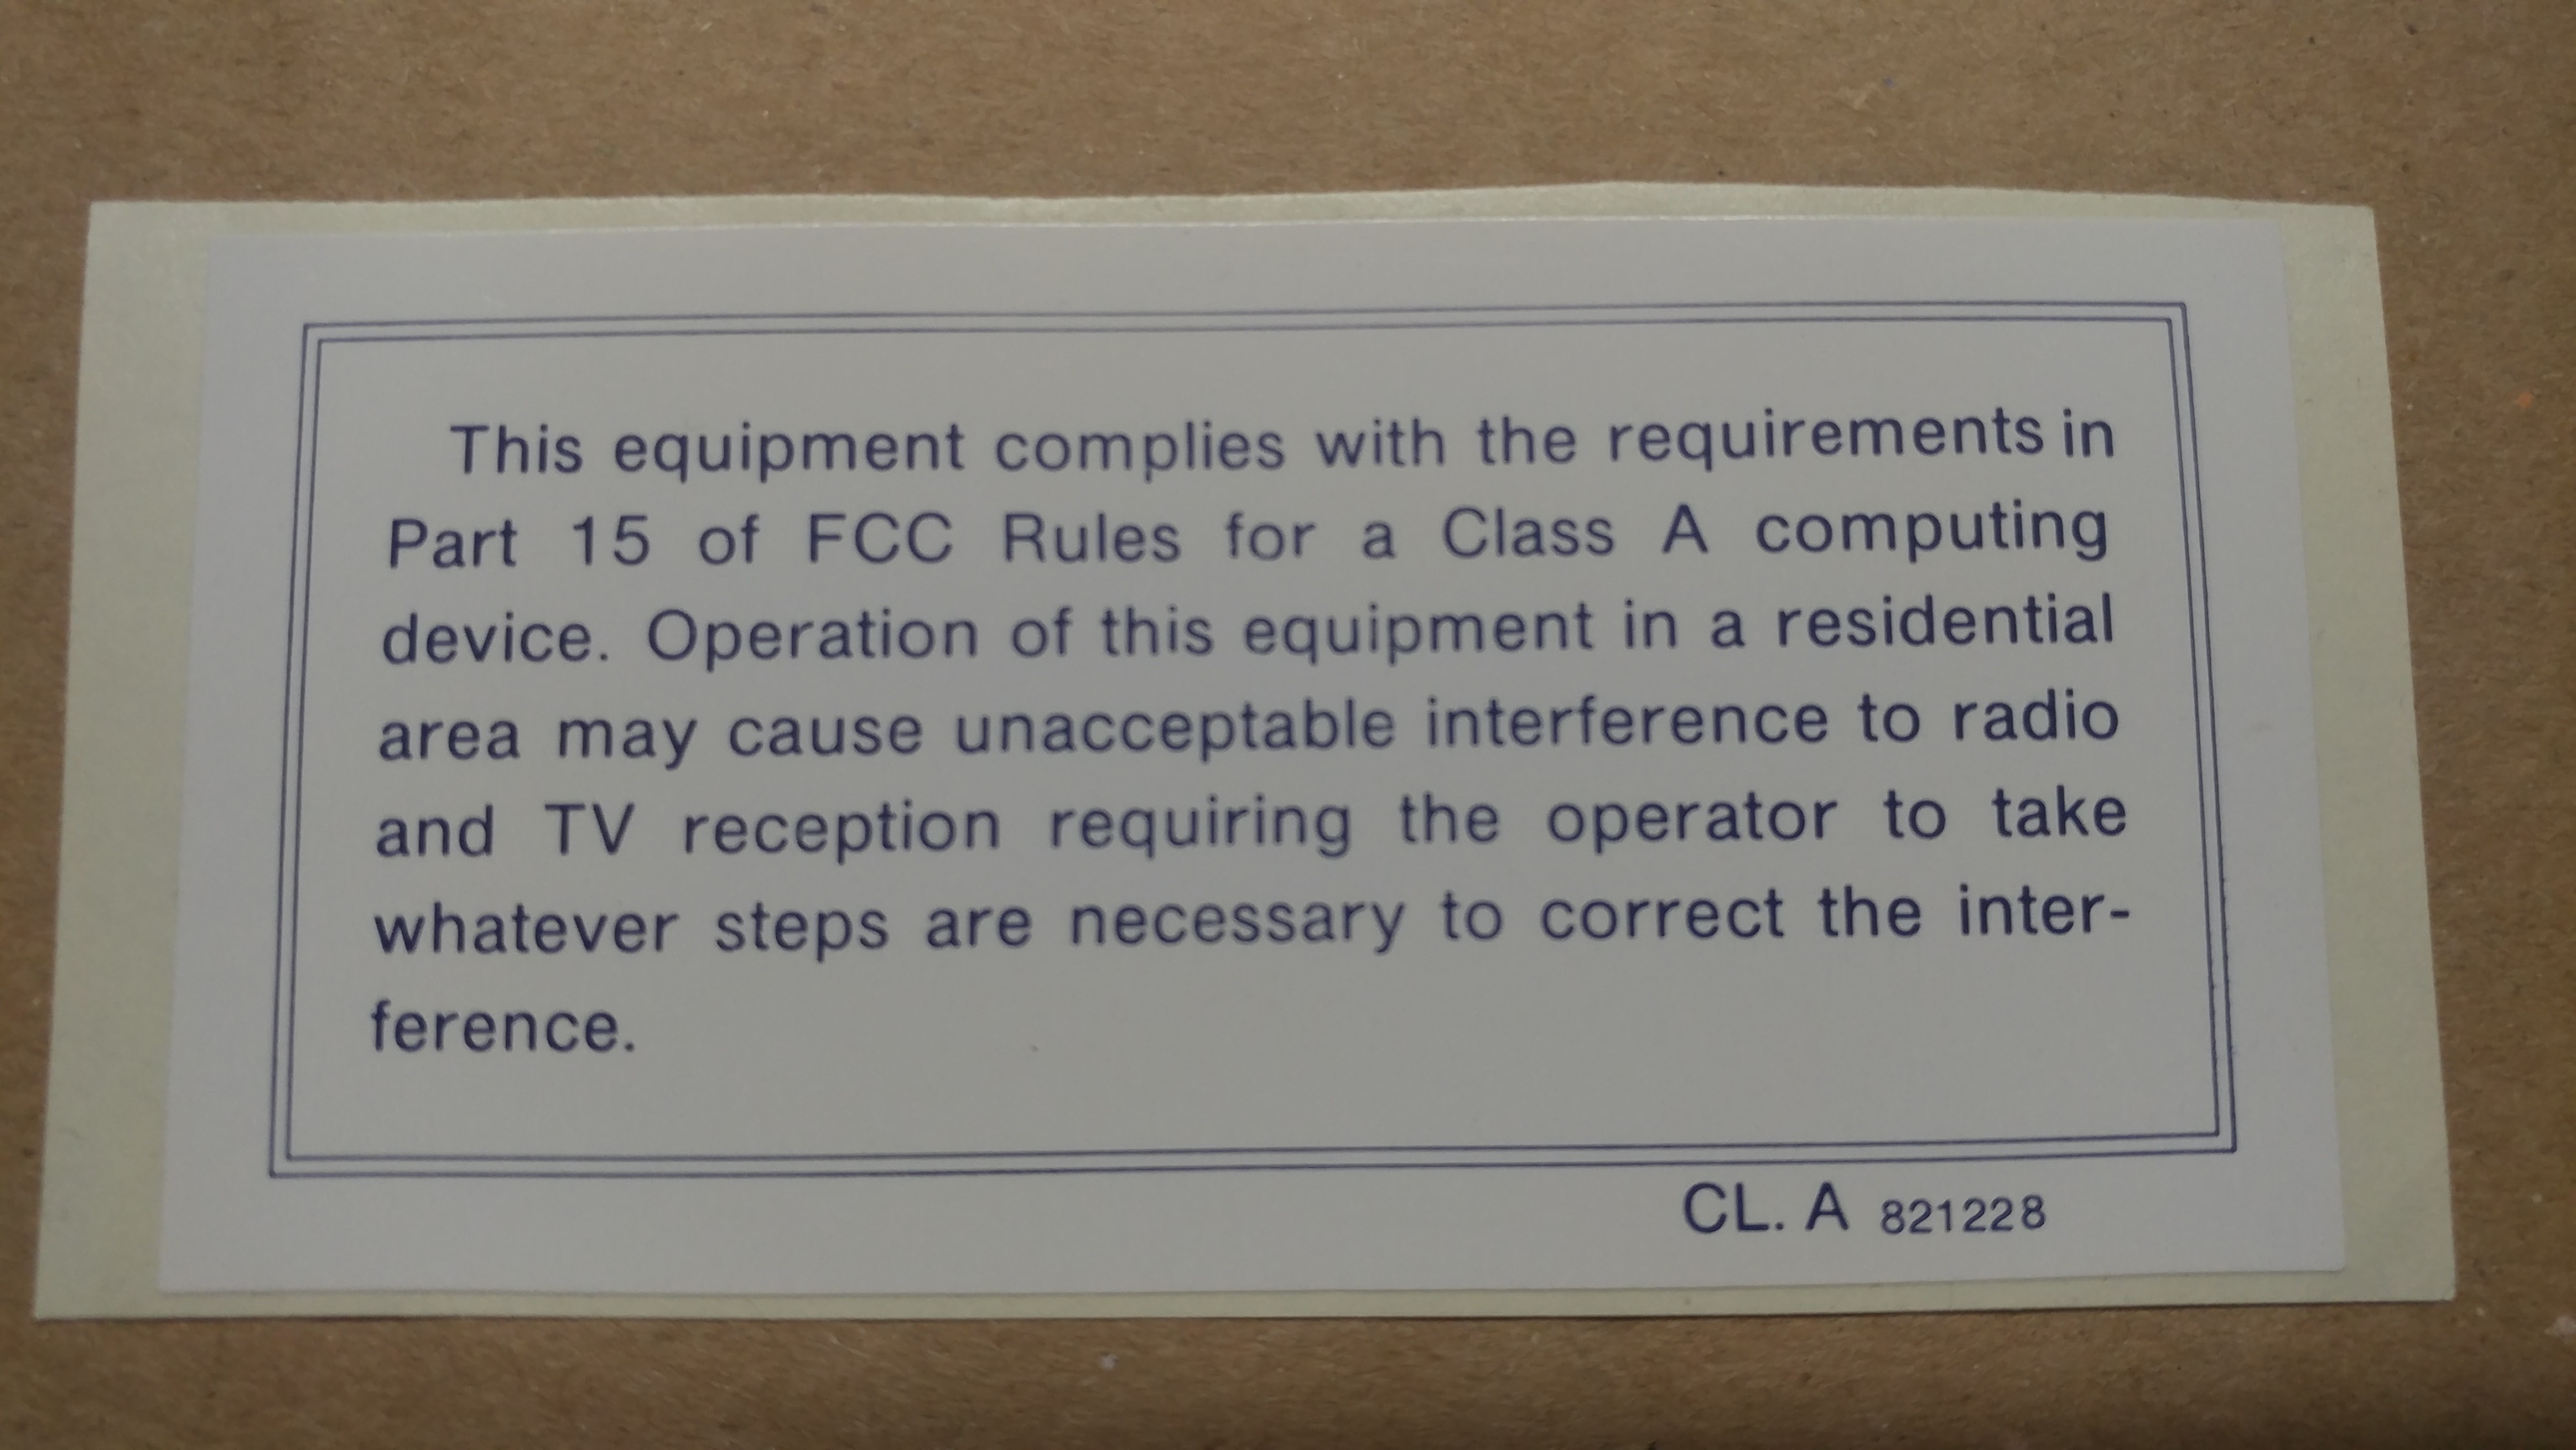 This equipment complies with the requirements in
Part 15 of FCC Rules for a Class A computing
device. Operation of this equipment in a residential
area may cause unacceptable interference to radio
and TV reception requiring the operator to take
whatever steps are necessary to correct the inter-
ference.
CL. A 821228